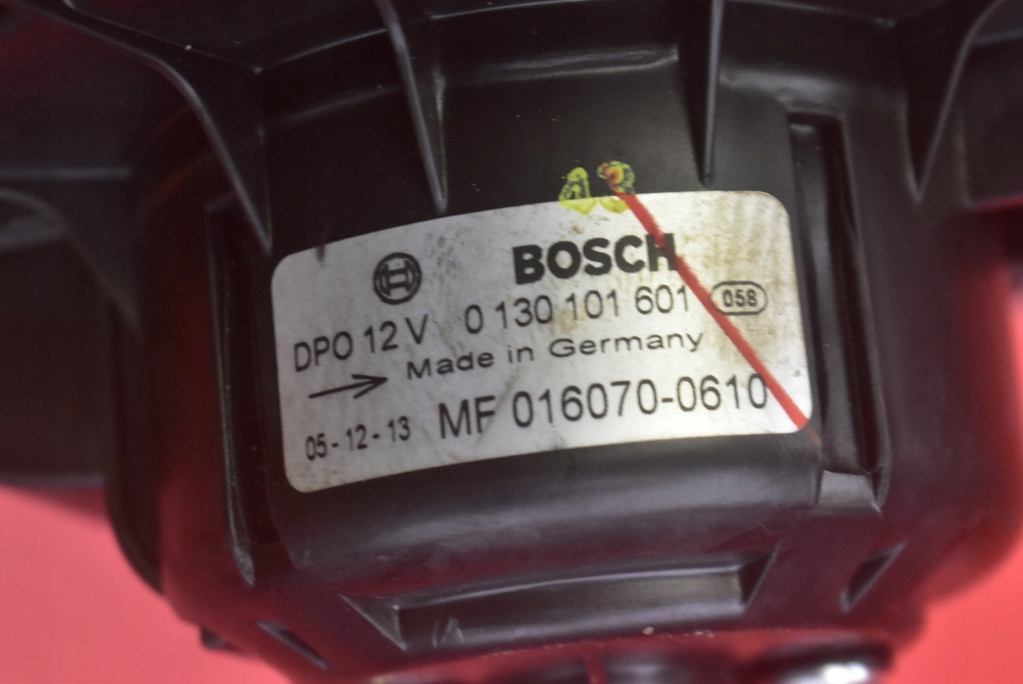 BOSCH
DPO 12 V 0 130 101 601 058
Made in Germany
05-12-13 MF 016070-0610